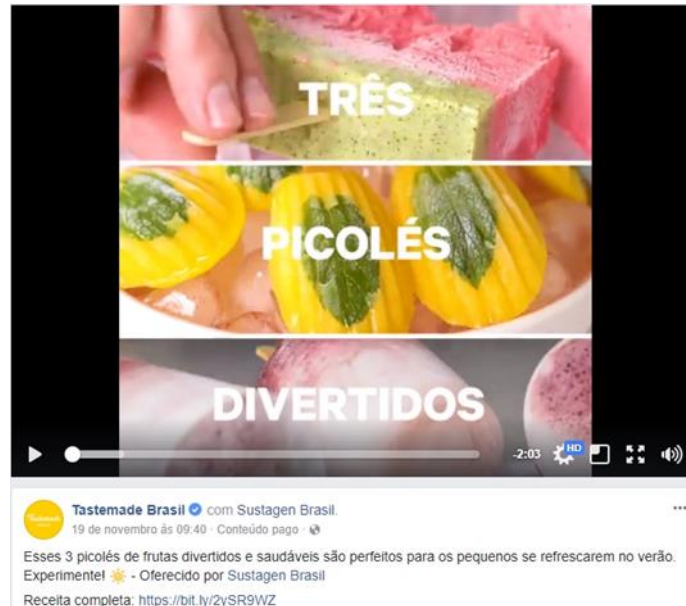 TRÊS
PICOLÉS
DIVERTIDOS
-2:03 HD
Tastemade Brasil com Sustagen Brasil.
19 de novembro às 09:40 · Conteúdo pago ·
Esses 3 picolés de frutas divertidos e saudáveis são perfeitos para os pequenos se refrescarem no verão.
Experimente! ☀️ - Oferecido por Sustagen Brasil
Receita completa: https://bit.ly/2ySR9WZ